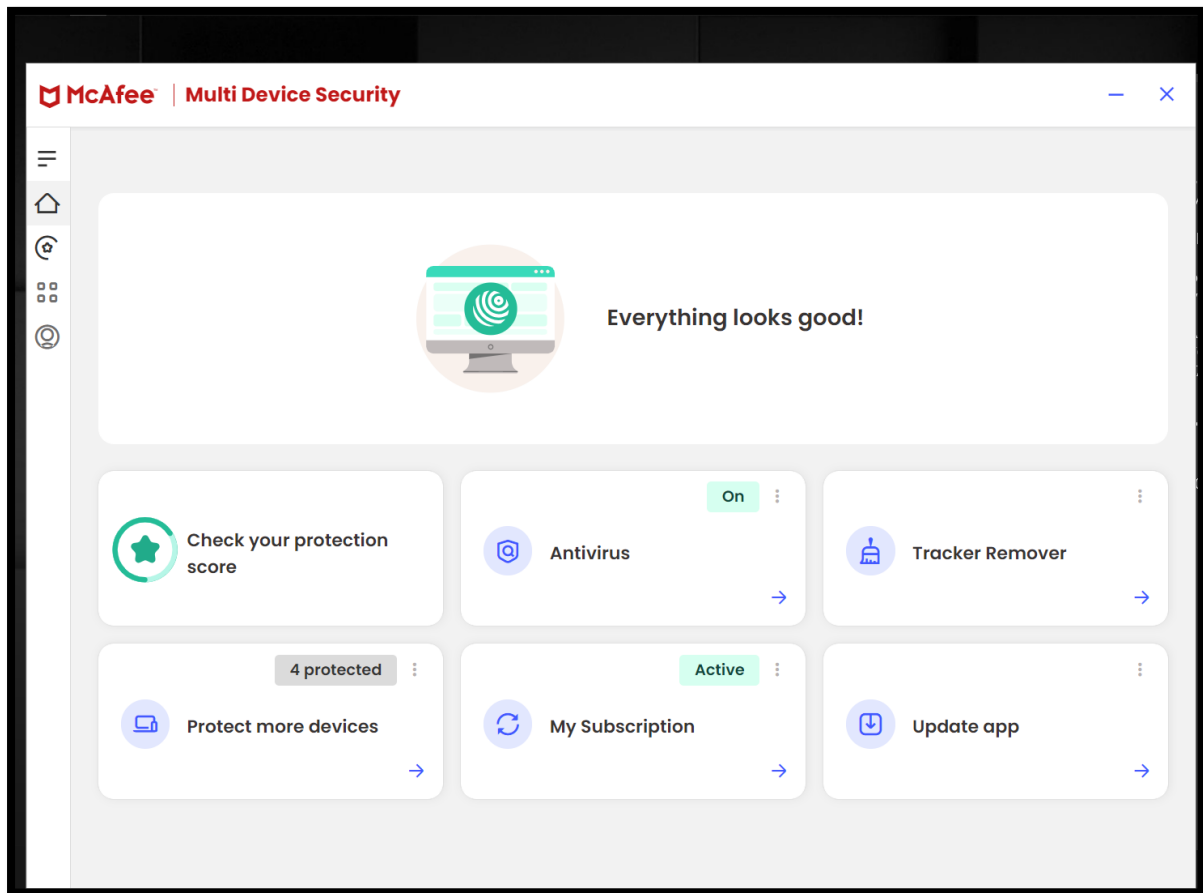 McAfee™ | Multi Device Security
Everything looks good!
Check your protection
score
On
Antivirus
Tracker Remover
4 protected
Protect more devices
Active
My Subscription
Update app